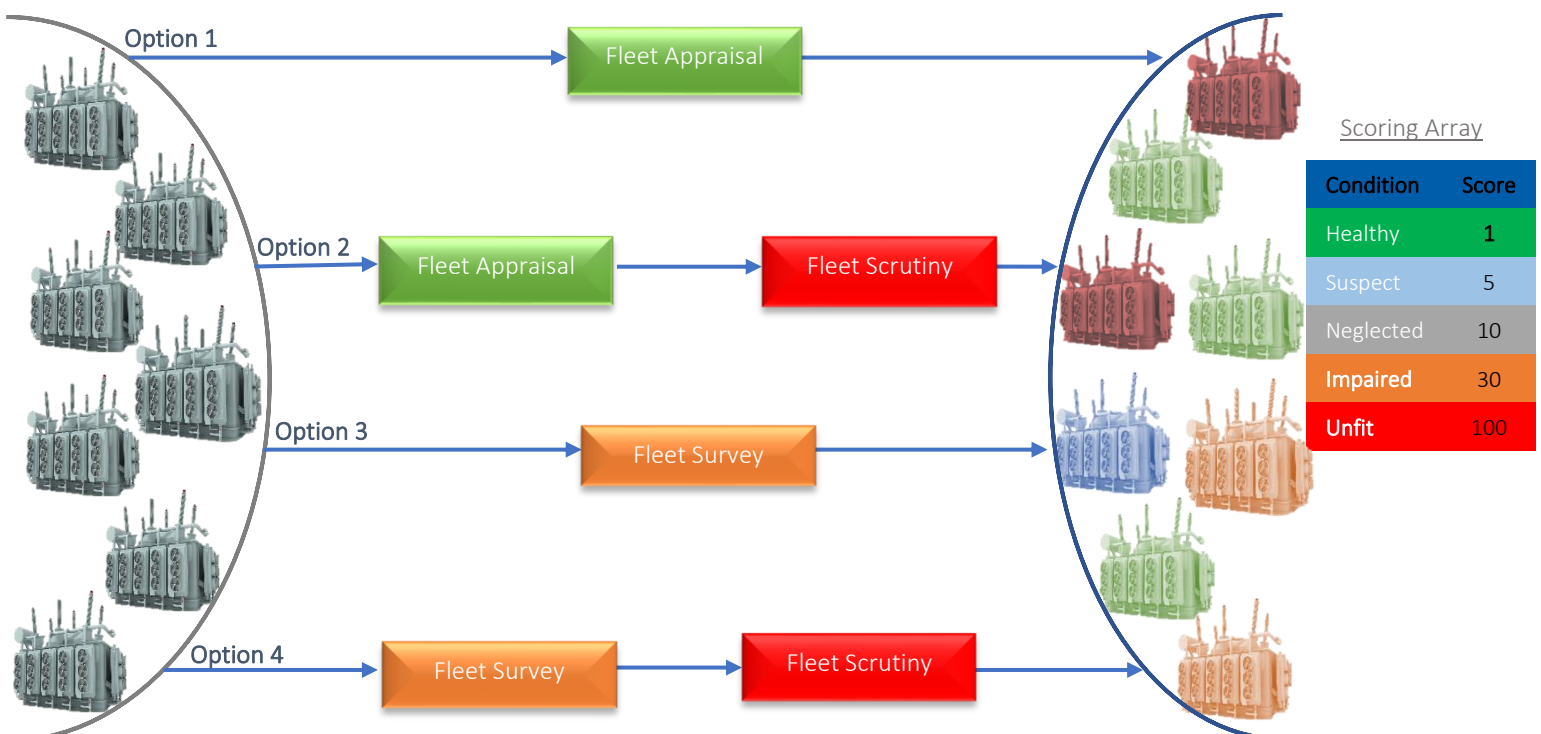 Option 1
Fleet Appraisal
Option 2
Fleet Appraisal
Fleet Scrutiny
Option 3
Fleet Survey
Option 4
Fleet Survey
Fleet Scrutiny
Scoring Array
Condition Score
Healthy 1
Suspect 5
Neglected 10
Impaired 30
Unfit 100